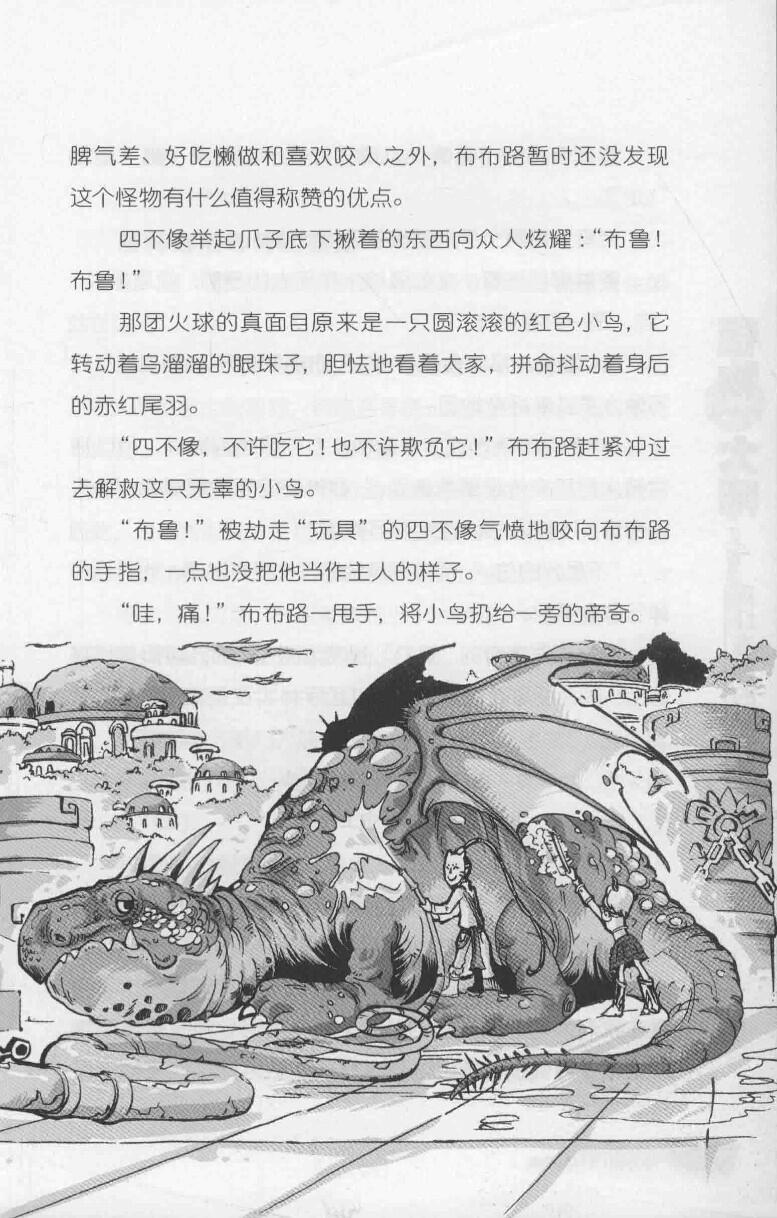 脾气差、好吃懒做和喜欢咬人之外，布布路暂时还没发现
这个怪物有什么值得称赞的优点。
四不像举起爪子底下揪着的东西向众人炫耀：“布鲁！
布鲁！”
那团火球的真面目原来是一只圆滚滚的红色小鸟，它
转动着乌溜溜的眼珠子，胆怯地看着大家，拼命抖动着身后
的赤红尾羽。
“四不像，不许吃它！也不许欺负它！”布布路赶紧冲过
去解救这只无辜的小鸟。
“布鲁！”被劫走“玩具”的四不像气愤地咬向布布路
的手指，一点也没把他当作主人的样子。
“哇，痛！”布布路一甩手，将小鸟扔给一旁的帝奇。